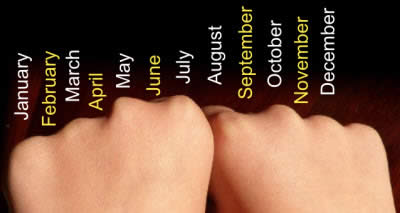 January
February
March
April
May
June
July
August
September
October
November
December